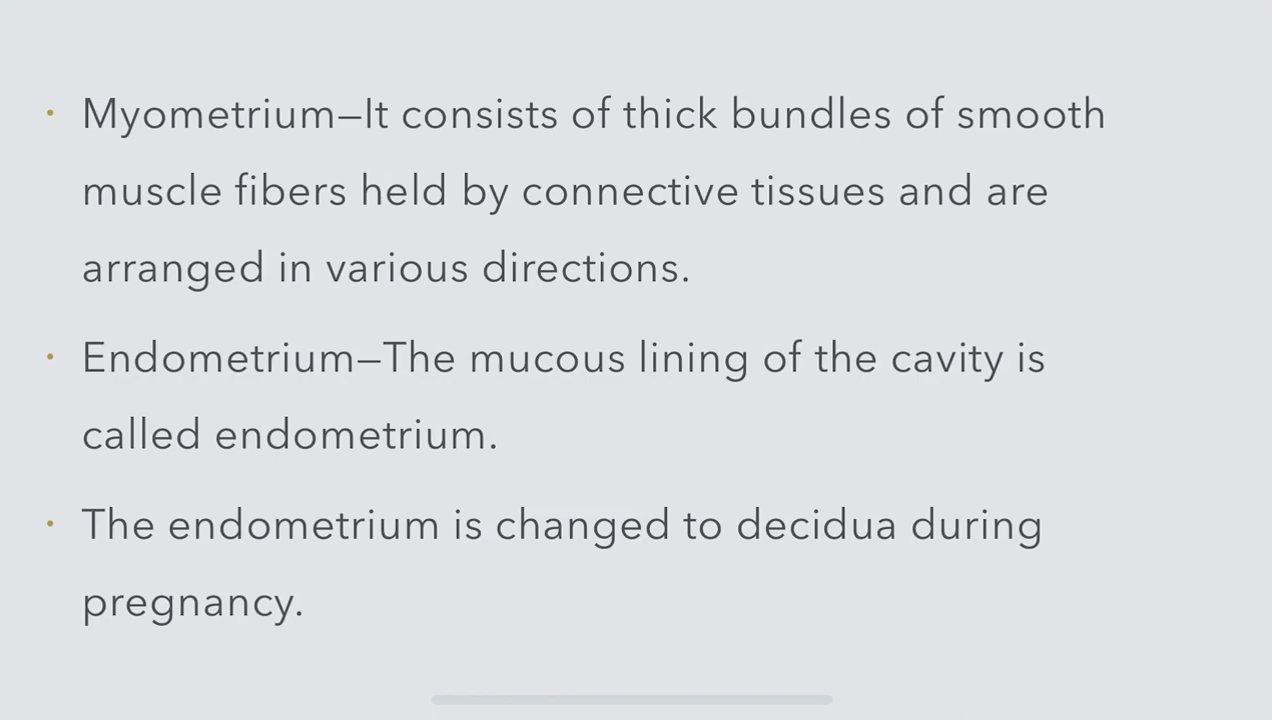 • Myometrium—It consists of thick bundles of smooth
muscle fibers held by connective tissues and are
arranged in various directions.
• Endometrium—The mucous lining of the cavity is
called endometrium.
• The endometrium is changed to decidua during
pregnancy.